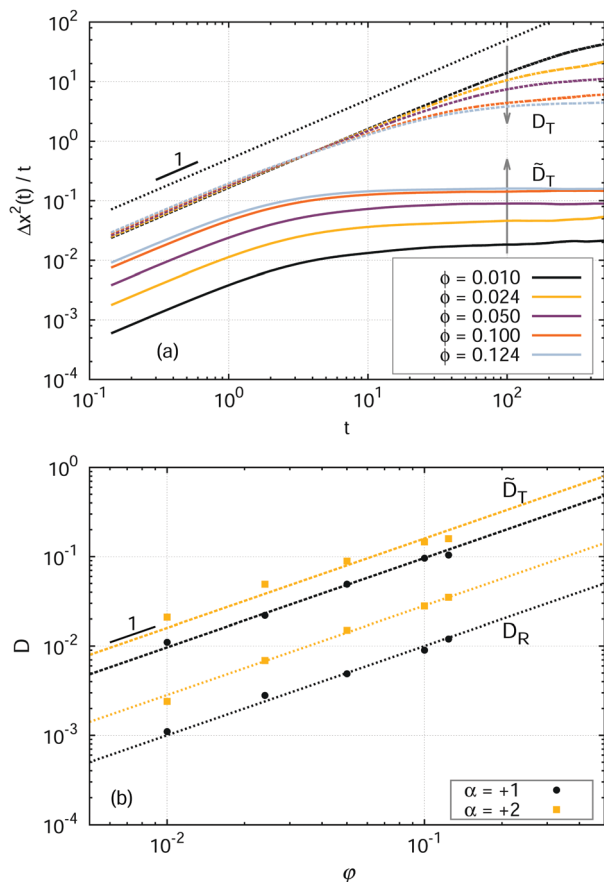 10^2
10^1
10^0
10^-1
10^-2
10^-3
10^-4
Δx^2(t) / t
1
D_T
D̃_T
ϕ = 0.010
ϕ = 0.024
ϕ = 0.050
ϕ = 0.100
ϕ = 0.124
(a)
10^-1 10^0 10^1 10^2
t
10^0
10^-1
10^-2
10^-3
10^-4
D
D̃_T
1
D_R
(b)
α = +1
α = +2
10^-2 10^-1
φ